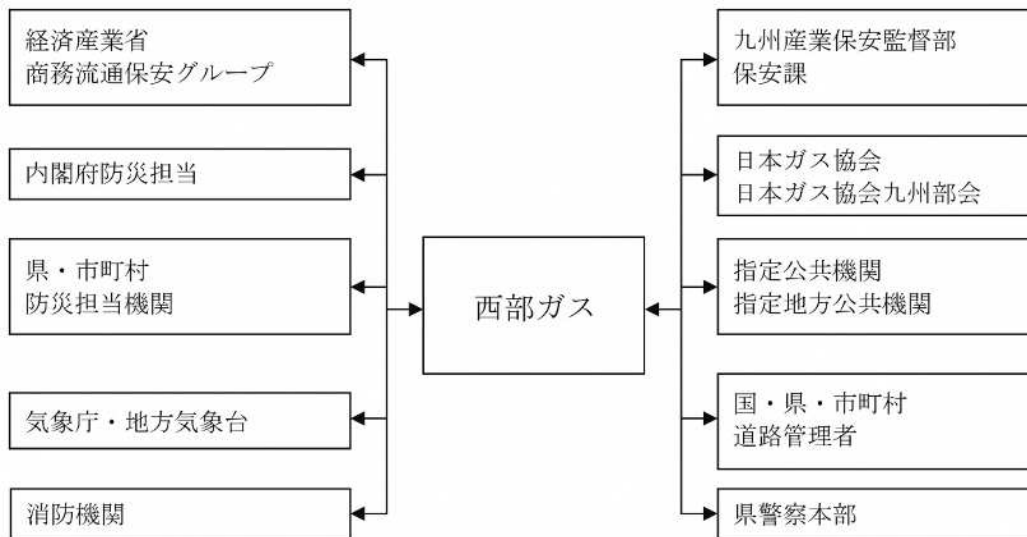 経済産業省
商務流通保安グループ
内閣府防災担当
県・市町村
防災担当機関
気象庁・地方気象台
消防機関
西部ガス
九州産業保安監督部
保安課
日本ガス協会
日本ガス協会九州部会
指定公共機関
指定地方公共機関
国・県・市町村
道路管理者
県警察本部